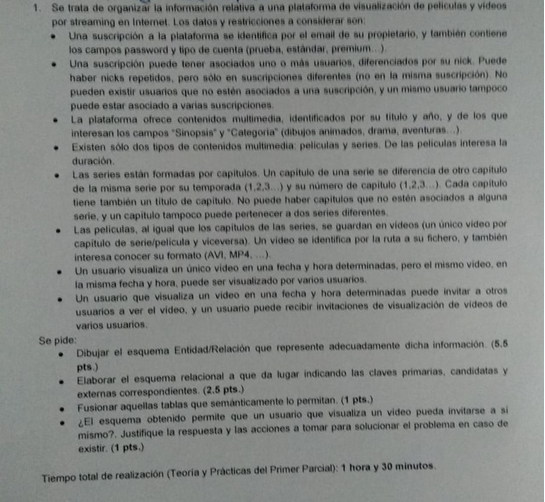 1. Se trata de organizar la información relativa a una plataforma de visualización de películas y vídeos
por streaming en Internet. Los datos y restricciones a considerar son:
• Una suscripción a la plataforma se identifica por el email de su propietario, y también contiene
los campos password y tipo de cuenta (prueba, estándar, premium...).
• Una suscripción puede tener asociados uno o más usuarios, diferenciados por su nick. Puede
haber nicks repetidos, pero sólo en suscripciones diferentes (no en la misma suscripción). No
pueden existir usuarios que no estén asociados a una suscripción, y un mismo usuario tampoco
puede estar asociado a varias suscripciones.
• La plataforma ofrece contenidos multimedia, identificados por su título y año, y de los que
interesan los campos "Sinopsis" y "Categoría" (dibujos animados, drama, aventuras...)
• Existen sólo dos tipos de contenidos multimedia: películas y series. De las películas interesa la
duración.
• Las series están formadas por capítulos. Un capítulo de una serie se diferencia de otro capítulo
de la misma serie por su temporada (1,2,3...) y su número de capítulo (1,2,3...). Cada capítulo
tiene también un título de capítulo. No puede haber capítulos que no estén asociados a alguna
serie, y un capítulo tampoco puede pertenecer a dos series diferentes.
• Las películas, al igual que los capítulos de las series, se guardan en vídeos (un único vídeo por
capítulo de serie/película y viceversa). Un vídeo se identifica por la ruta a su fichero, y también
interesa conocer su formato (AVI, MP4, ...)
• Un usuario visualiza un único vídeo en una fecha y hora determinadas, pero el mismo vídeo, en
la misma fecha y hora, puede ser visualizado por varios usuarios.
• Un usuario que visualiza un vídeo en una fecha y hora determinadas puede invitar a otros
usuarios a ver el vídeo, y un usuario puede recibir invitaciones de visualización de vídeos de
varios usuarios.
Se pide:
• Dibujar el esquema Entidad/Relación que represente adecuadamente dicha información. (5.5
pts.)
• Elaborar el esquema relacional a que da lugar indicando las claves primarias, candidatas y
externas correspondientes. (2.5 pts.)
• Fusionar aquellas tablas que semánticamente lo permitan. (1 pts.)
• ¿El esquema obtenido permite que un usuario que visualiza un vídeo pueda invitarse a sí
mismo?. Justifique la respuesta y las acciones a tomar para solucionar el problema en caso de
existir. (1 pts.)
Tiempo total de realización (Teoría y Prácticas del Primer Parcial): 1 hora y 30 minutos.